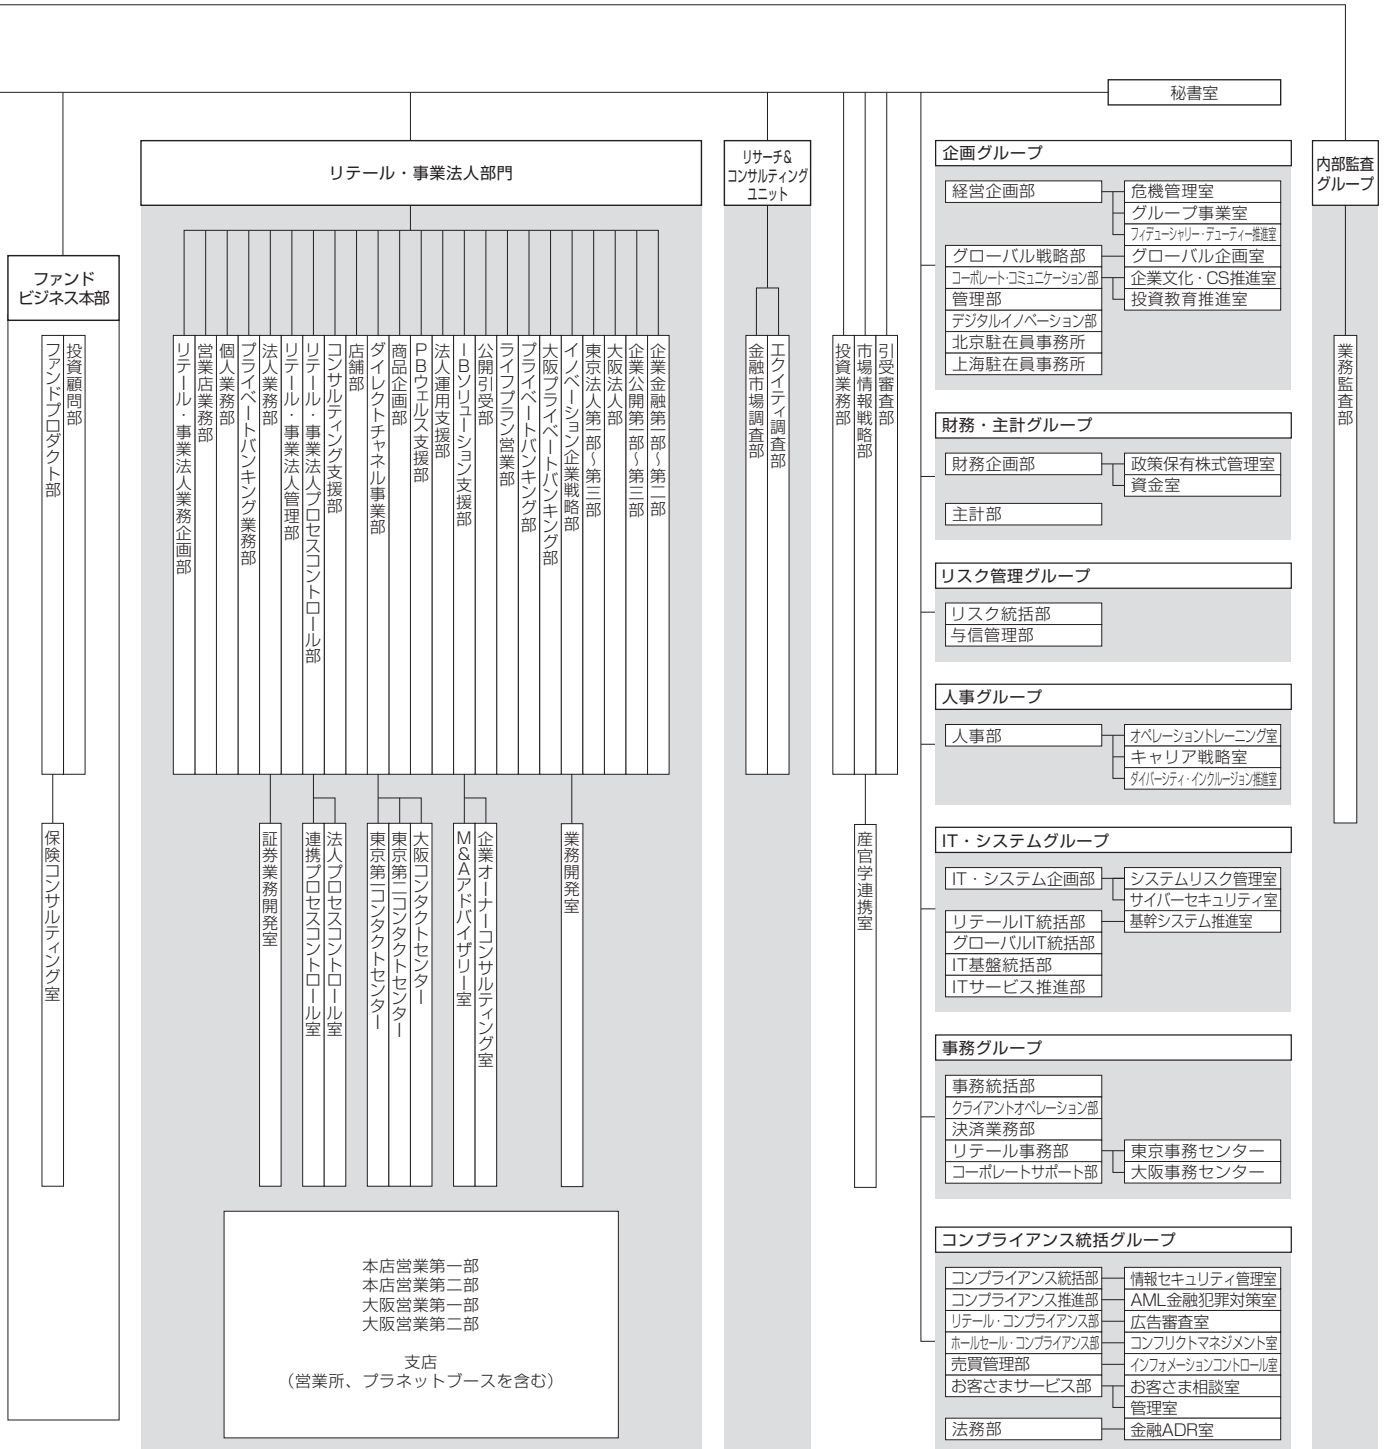 秘書室
ファンド
ビジネス本部
投資顧問部
ファンドプロダクト部
保険コンサルティング室
リテール・事業法人部門
リテール・事業法人業務企画部
営業店業務部
個人業務部
プライベートバンキング業務部
法人業務部
リテール・事業法人管理部
リテール・事業法人プロセスコントロール部
コンサルティング支援部
店舗部
ダイレクトチャネル事業部
商品企画部
PBウェルス支援部
法人運用支援部
IBソリューション支援部
公開引受部
ライフプラン営業部
プライベートバンキング部
大阪プライベートバンキング部
イノベーション企業戦略部
東京法人第一部～第三部
大阪法人部
企業公開第一部～第三部
企業金融第一部～第二部
証券業務開発室
連携プロセスコントロール室
法人プロセスコントロール室
東京第一コンタクトセンター
東京第二コンタクトセンター
大阪コンタクトセンター
M&Aアドバイザリー室
企業オーナーコンサルティング室
業務開発室
本店営業第一部
本店営業第二部
大阪営業第一部
大阪営業第二部
支店
（営業所、プラネットブースを含む）
リサーチ&
コンサルティング
ユニット
金融市場調査部
エクイティ調査部
投資業務部
市場情報戦略部
引受審査部
産官学連携室
企画グループ
経営企画部
危機管理室
グループ事業室
フィデューシャリー・デューティー推進室
グローバル戦略部
グローバル企画室
コーポレート・コミュニケーション部
企業文化・CS推進室
管理部
投資教育推進室
デジタルイノベーション部
北京駐在員事務所
上海駐在員事務所
財務・主計グループ
財務企画部
政策保有株式管理室
資金室
主計部
リスク管理グループ
リスク統括部
与信管理部
人事グループ
人事部
オペレーショントレーニング室
キャリア戦略室
ダイバーシティ・インクルージョン推進室
IT・システムグループ
IT・システム企画部
システムリスク管理室
サイバーセキュリティ室
リテールIT統括部
基幹システム推進室
グローバルIT統括部
IT基盤統括部
ITサービス推進部
事務グループ
事務統括部
クライアントオペレーション部
決済業務部
リテール事務部
東京事務センター
コーポレートサポート部
大阪事務センター
コンプライアンス統括グループ
コンプライアンス統括部
情報セキュリティ管理室
コンプライアンス推進部
AML金融犯罪対策室
リテール・コンプライアンス部
広告審査室
ホールセール・コンプライアンス部
コンフリクトマネジメント室
売買管理部
インフォメーションコントロール室
お客さまサービス部
お客さま相談室
管理室
法務部
金融ADR室
内部監査
グループ
業務監査部